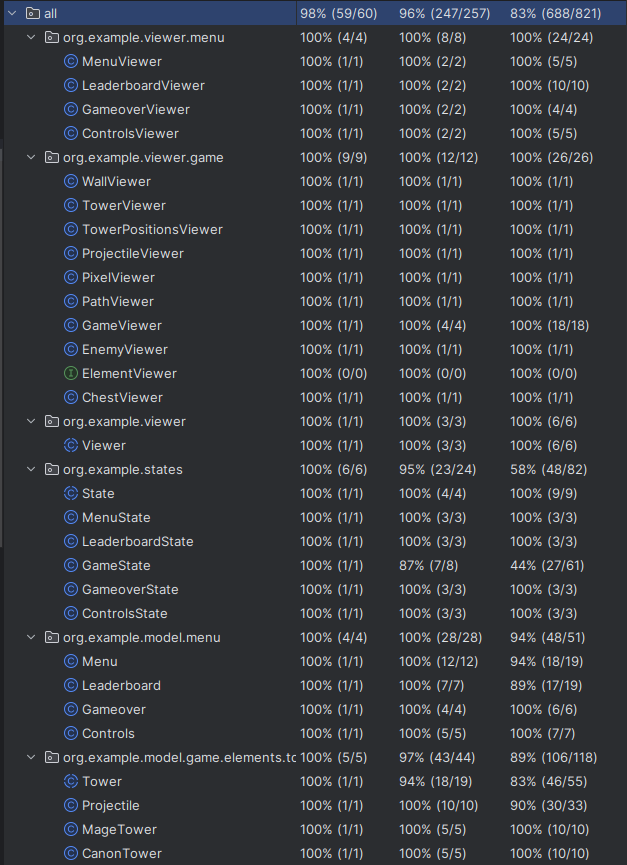 all 98% (59/60) 96% (247/257) 83% (688/821)
org.example.viewer.menu 100% (4/4) 100% (8/8) 100% (24/24)
MenuViewer 100% (1/1) 100% (2/2) 100% (5/5)
LeaderboardViewer 100% (1/1) 100% (2/2) 100% (10/10)
GameoverViewer 100% (1/1) 100% (2/2) 100% (4/4)
ControlsViewer 100% (1/1) 100% (2/2) 100% (5/5)
org.example.viewer.game 100% (9/9) 100% (12/12) 100% (26/26)
WallViewer 100% (1/1) 100% (1/1) 100% (1/1)
TowerViewer 100% (1/1) 100% (1/1) 100% (1/1)
TowerPositionsViewer 100% (1/1) 100% (1/1) 100% (1/1)
ProjectileViewer 100% (1/1) 100% (1/1) 100% (1/1)
PixelViewer 100% (1/1) 100% (1/1) 100% (1/1)
PathViewer 100% (1/1) 100% (1/1) 100% (1/1)
GameViewer 100% (1/1) 100% (4/4) 100% (18/18)
EnemyViewer 100% (1/1) 100% (1/1) 100% (1/1)
ElementViewer 100% (0/0) 100% (0/0) 100% (0/0)
ChestViewer 100% (1/1) 100% (1/1) 100% (1/1)
org.example.viewer 100% (1/1) 100% (3/3) 100% (6/6)
Viewer 100% (1/1) 100% (3/3) 100% (6/6)
org.example.states 100% (6/6) 95% (23/24) 58% (48/82)
State 100% (1/1) 100% (4/4) 100% (9/9)
MenuState 100% (1/1) 100% (3/3) 100% (3/3)
LeaderboardState 100% (1/1) 100% (3/3) 100% (3/3)
GameState 100% (1/1) 87% (7/8) 44% (27/61)
GameoverState 100% (1/1) 100% (3/3) 100% (3/3)
ControlsState 100% (1/1) 100% (3/3) 100% (3/3)
org.example.model.menu 100% (4/4) 100% (28/28) 94% (48/51)
Menu 100% (1/1) 100% (12/12) 94% (18/19)
Leaderboard 100% (1/1) 100% (7/7) 89% (17/19)
Gameover 100% (1/1) 100% (4/4) 100% (6/6)
Controls 100% (1/1) 100% (5/5) 100% (7/7)
org.example.model.game.elements.to 100% (5/5) 97% (43/44) 89% (106/118)
Tower 100% (1/1) 94% (18/19) 83% (46/55)
Projectile 100% (1/1) 100% (10/10) 90% (30/33)
MageTower 100% (1/1) 100% (5/5) 100% (10/10)
CanonTower 100% (1/1) 100% (5/5) 100% (10/10)